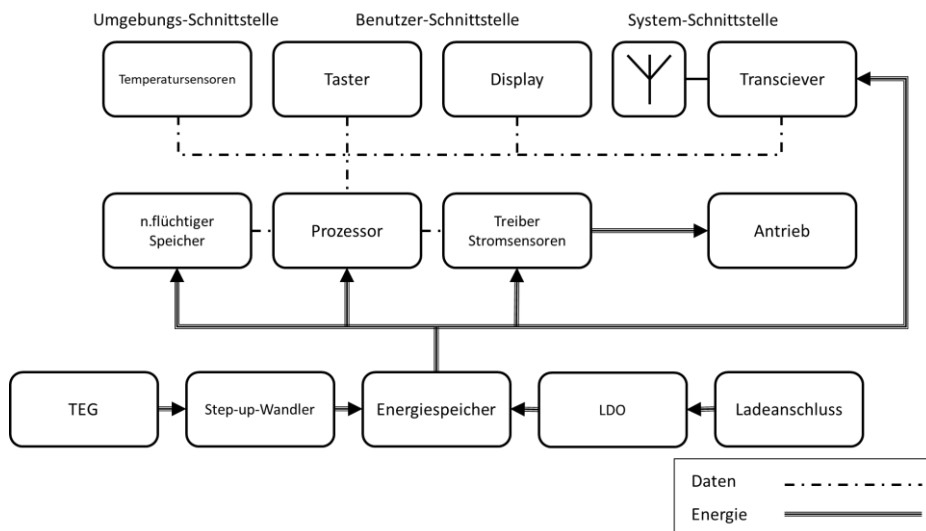 Umgebungs-Schnittstelle
Benutzer-Schnittstelle
System-Schnittstelle
Temperatursensoren
Taster
Display
Transciever
n.flüchtiger
Speicher
Prozessor
Treiber
Stromsensoren
Antrieb
TEG
Step-up-Wandler
Energiespeicher
LDO
Ladeanschluss
Daten
Energie